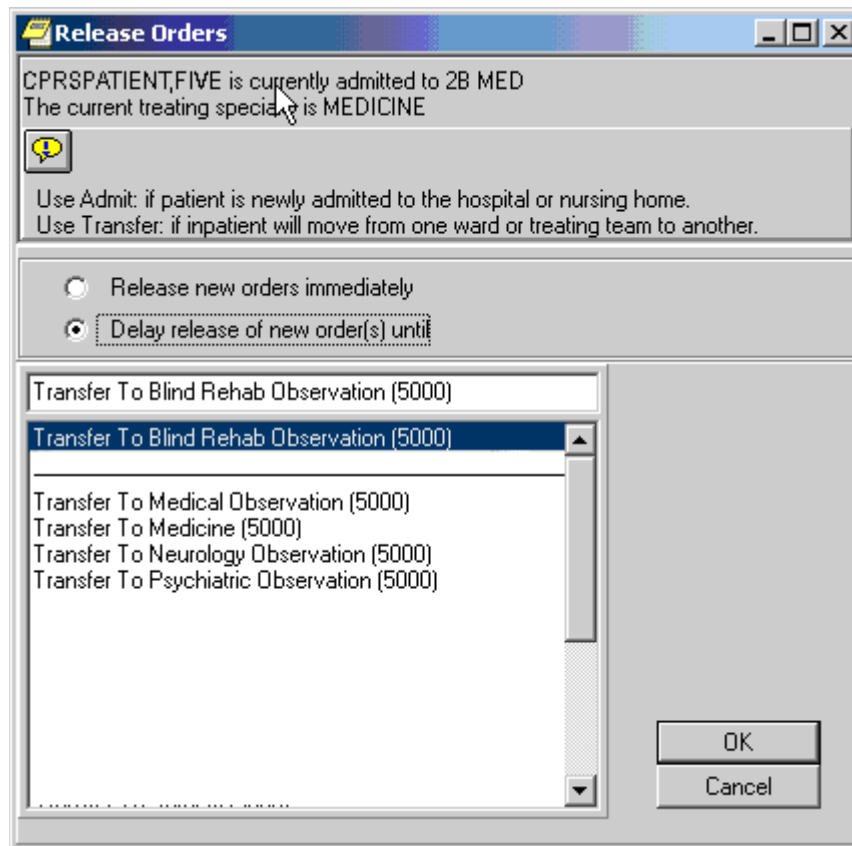 Release Orders
CPRSPATIENT,FIVE is currently admitted to 2B MED
The current treating specialty is MEDICINE
Use Admit: if patient is newly admitted to the hospital or nursing home.
Use Transfer: if inpatient will move from one ward or treating team to another.
Release new orders immediately
Delay release of new order(s) until
Transfer To Blind Rehab Observation (5000)
Transfer To Blind Rehab Observation (5000)
Transfer To Medical Observation (5000)
Transfer To Medicine (5000)
Transfer To Neurology Observation (5000)
Transfer To Psychiatric Observation (5000)
OK
Cancel